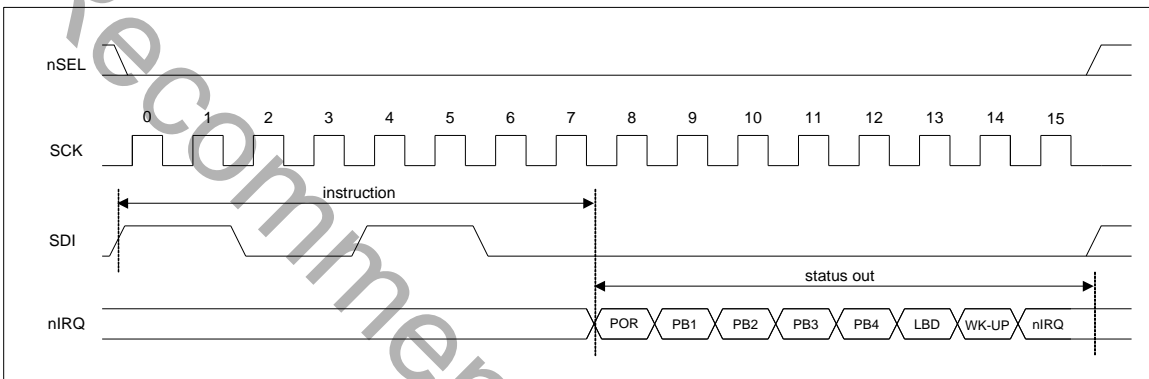 nSEL
0 1 2 3 4 5 6 7 8 9 10 11 12 13 14 15
SCK
instruction
SDI
status out
nIRQ
POR PB1 PB2 PB3 PB4 LBD WK-UP nIRQ